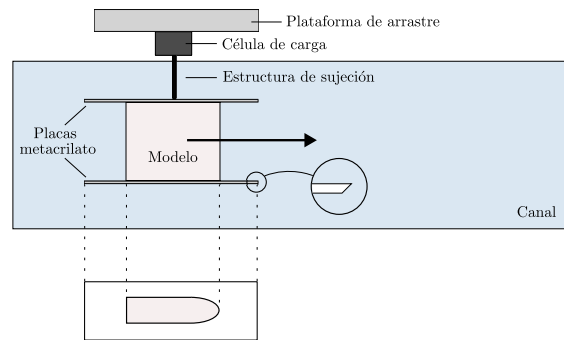 Plataforma de arrastre
Célula de carga
Estructura de sujeción
Placas
metacrilato
Modelo
Canal